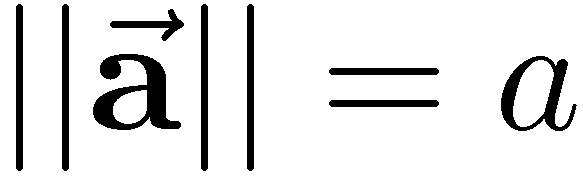 ||𝐚⃗|| = 𝑎